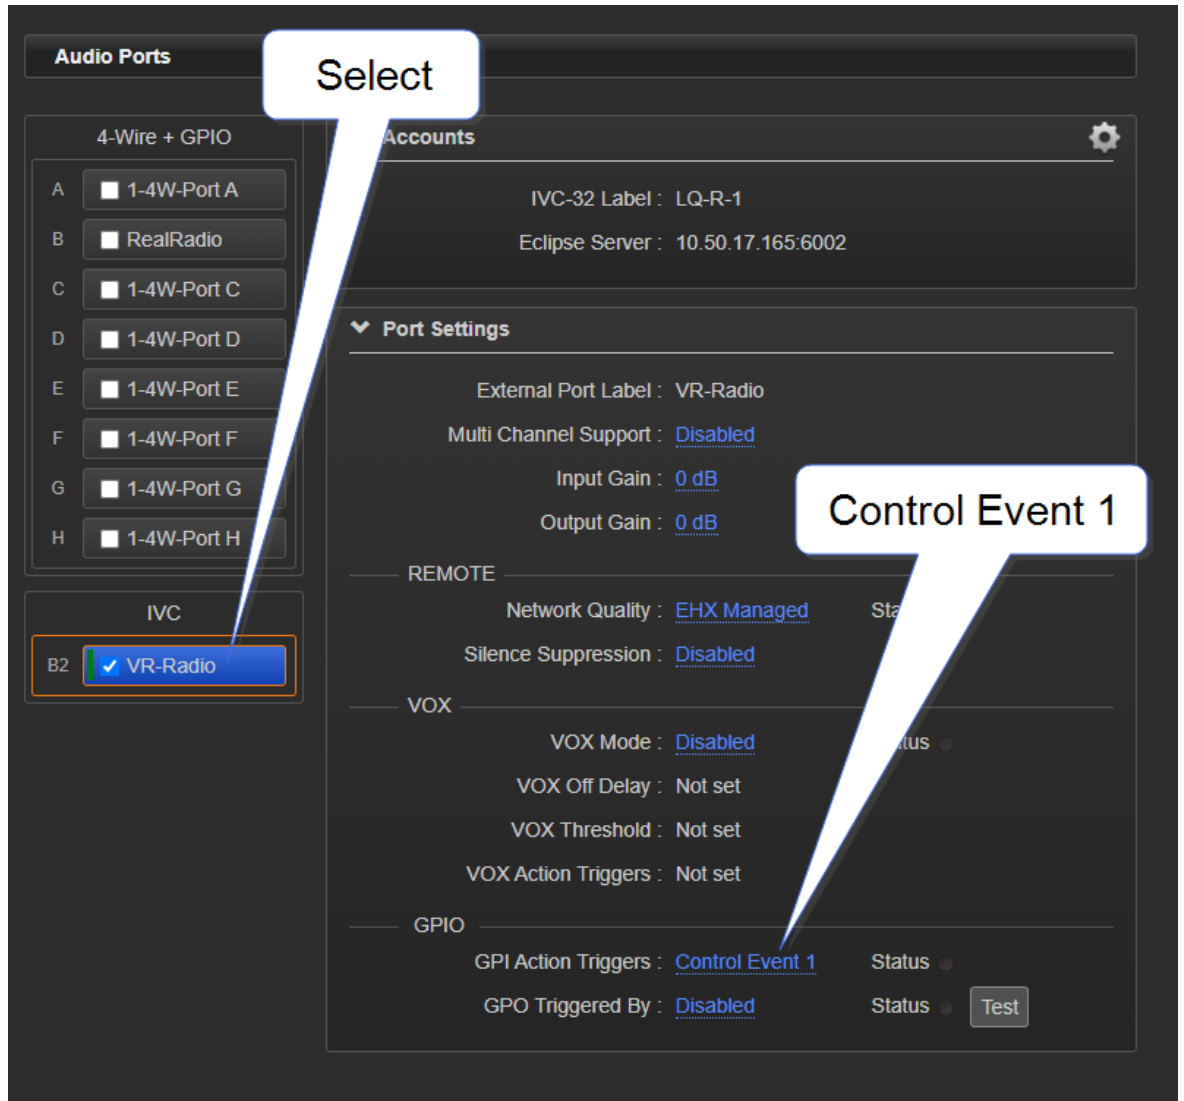 Audio Ports
Select
4-Wire + GPIO
A 1-4W-Port A
B RealRadio
C 1-4W-Port C
D 1-4W-Port D
E 1-4W-Port E
F 1-4W-Port F
G 1-4W-Port G
H 1-4W-Port H
IVC
B2 VR-Radio
Accounts
IVC-32 Label : LQ-R-1
Eclipse Server : 10.50.17.165:6002
Port Settings
External Port Label : VR-Radio
Multi Channel Support : Disabled
Input Gain : 0 dB
Output Gain : 0 dB
Control Event 1
REMOTE
Network Quality : EHX Managed
Silence Suppression : Disabled
VOX
VOX Mode : Disabled
VOX Off Delay : Not set
VOX Threshold : Not set
VOX Action Triggers : Not set
GPIO
GPI Action Triggers : Control Event 1 Status
GPO Triggered By : Disabled Status Test